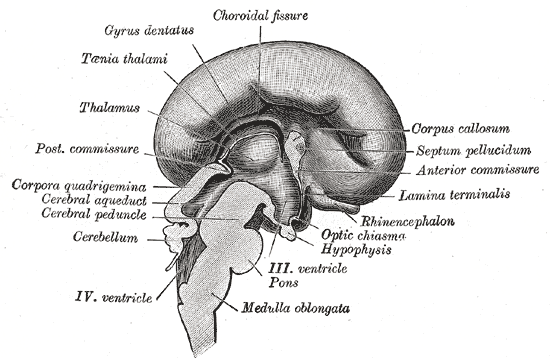 Choroidal fissure
Gyrus dentatus
Tænia thalami
Thalamus
Post. commissure
Corpora quadrigemina
Cerebral aqueduct
Cerebral peduncle
Cerebellum
IV. ventricle
Corpus callosum
Septum pellucidum
Anterior commissure
Lamina terminalis
Rhinencephalon
Optic chiasma
Hypophysis
III. ventricle
Pons
Medulla oblongata